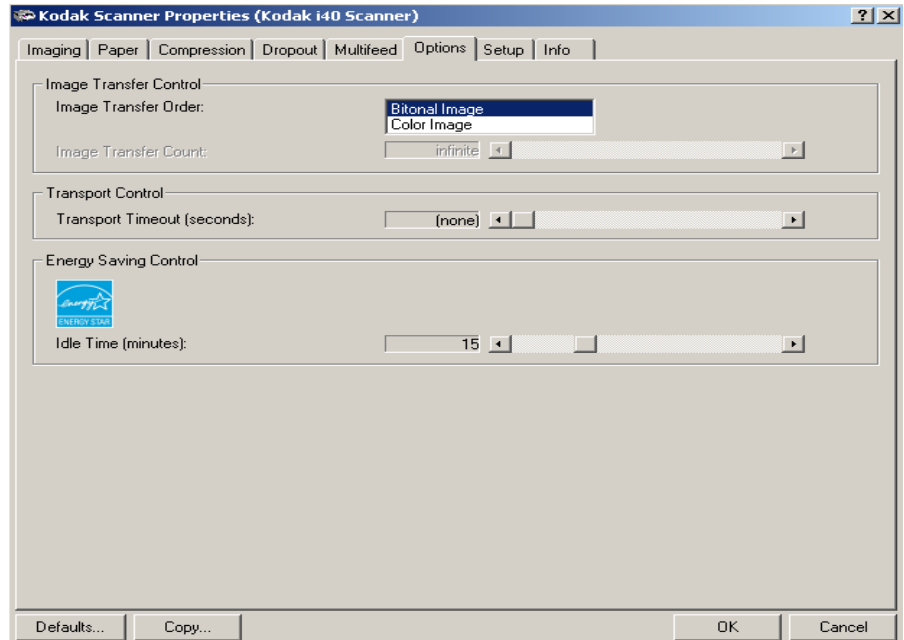 Kodak Scanner Properties (Kodak i40 Scanner)
Imaging Paper Compression Dropout Multifeed Options Setup Info
Image Transfer Control
Image Transfer Order:
Bitonal Image
Color Image
Image Transfer Count: infinite
Transport Control
Transport Timeout (seconds): (none)
Energy Saving Control
energy
ENERGY STAR
Idle Time (minutes): 15
Defaults... Copy... OK Cancel